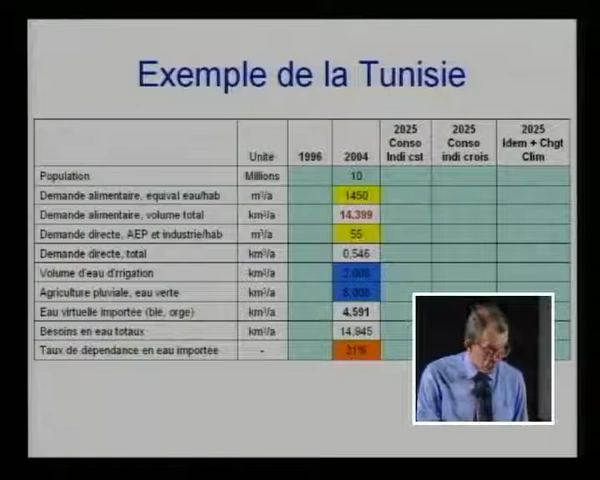 Exemple de la Tunisie
Unite 1996 2004 2025 Conso Indi cst 2025 Conso indi crois 2025 Idem + Chgt Clim
Population Millions 10
Demande alimentaire, equival eau/hab m³/a 1450
Demande alimentaire, volume total km³/a 14,399
Demande directe, AEP et industrie/hab m³/a 55
Demande directe, total km³/a 0,546
Volume d'eau d'irrigation km³/a
Agriculture pluviale, eau verte km³/a
Eau virtuelle importée (ble, orge) km³/a 4,591
Besoins en eau totaux km³/a 14,945
Taux de dépendance en eau importée - 31%